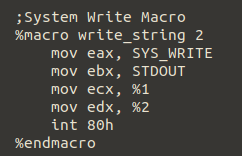 ;System Write Macro
%macro write_string 2
    mov eax, SYS_WRITE
    mov ebx, STDOUT
    mov ecx, %1
    mov edx, %2
    int 80h
%endmacro